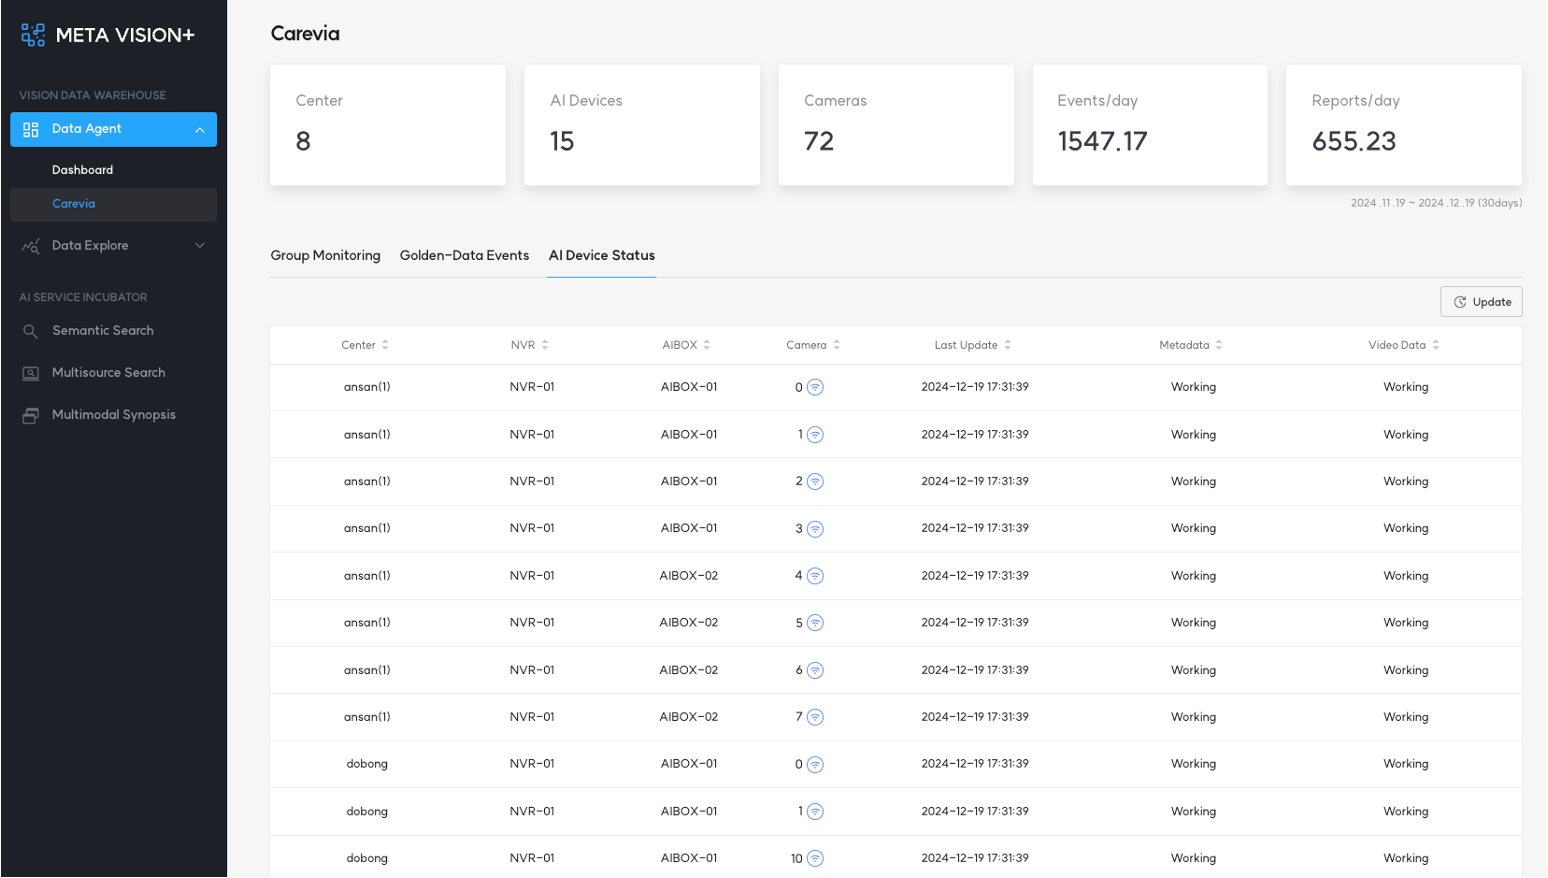 META VISION+
VISION DATA WAREHOUSE
Data Agent
Dashboard
Carevia
Data Explore
AI SERVICE INCUBATOR
Semantic Search
Multisource Search
Multimodal Synopsis
Carevia
Center
8
AI Devices
15
Cameras
72
Events/day
1547.17
Reports/day
655.23
2024 .11 .19 ~ 2024 .12 .19 (30days)
Group Monitoring Golden-Data Events AI Device Status
Update
Center NVR AIBOX Camera Last Update Metadata Video Data
ansan(1) NVR-01 AIBOX-01 0 2024-12-19 17:31:39 Working Working
ansan(1) NVR-01 AIBOX-01 1 2024-12-19 17:31:39 Working Working
ansan(1) NVR-01 AIBOX-01 2 2024-12-19 17:31:39 Working Working
ansan(1) NVR-01 AIBOX-01 3 2024-12-19 17:31:39 Working Working
ansan(1) NVR-01 AIBOX-02 4 2024-12-19 17:31:39 Working Working
ansan(1) NVR-01 AIBOX-02 5 2024-12-19 17:31:39 Working Working
ansan(1) NVR-01 AIBOX-02 6 2024-12-19 17:31:39 Working Working
ansan(1) NVR-01 AIBOX-02 7 2024-12-19 17:31:39 Working Working
dobong NVR-01 AIBOX-01 0 2024-12-19 17:31:39 Working Working
dobong NVR-01 AIBOX-01 1 2024-12-19 17:31:39 Working Working
dobong NVR-01 AIBOX-01 10 2024-12-19 17:31:39 Working Working